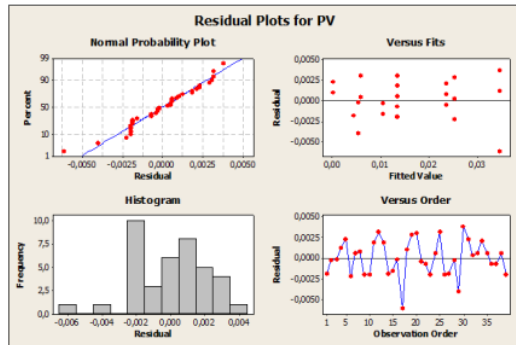 Residual Plots for PV
Normal Probability Plot
99
90
50
10
1
Percent
-0,0050 -0,0025 0,0000 0,0025 0,0050
Residual
Versus Fits
0,0050
0,0025
0,0000
-0,0025
-0,0050
Residual
0,00 0,01 0,02 0,03
Fitted Value
Histogram
10,0
7,5
5,0
2,5
0,0
Frequency
-0,006 -0,004 -0,002 0,000 0,002 0,004
Residual
Versus Order
0,0050
0,0025
0,0000
-0,0025
-0,0050
Residual
1 5 10 15 20 25 30 35
Observation Order